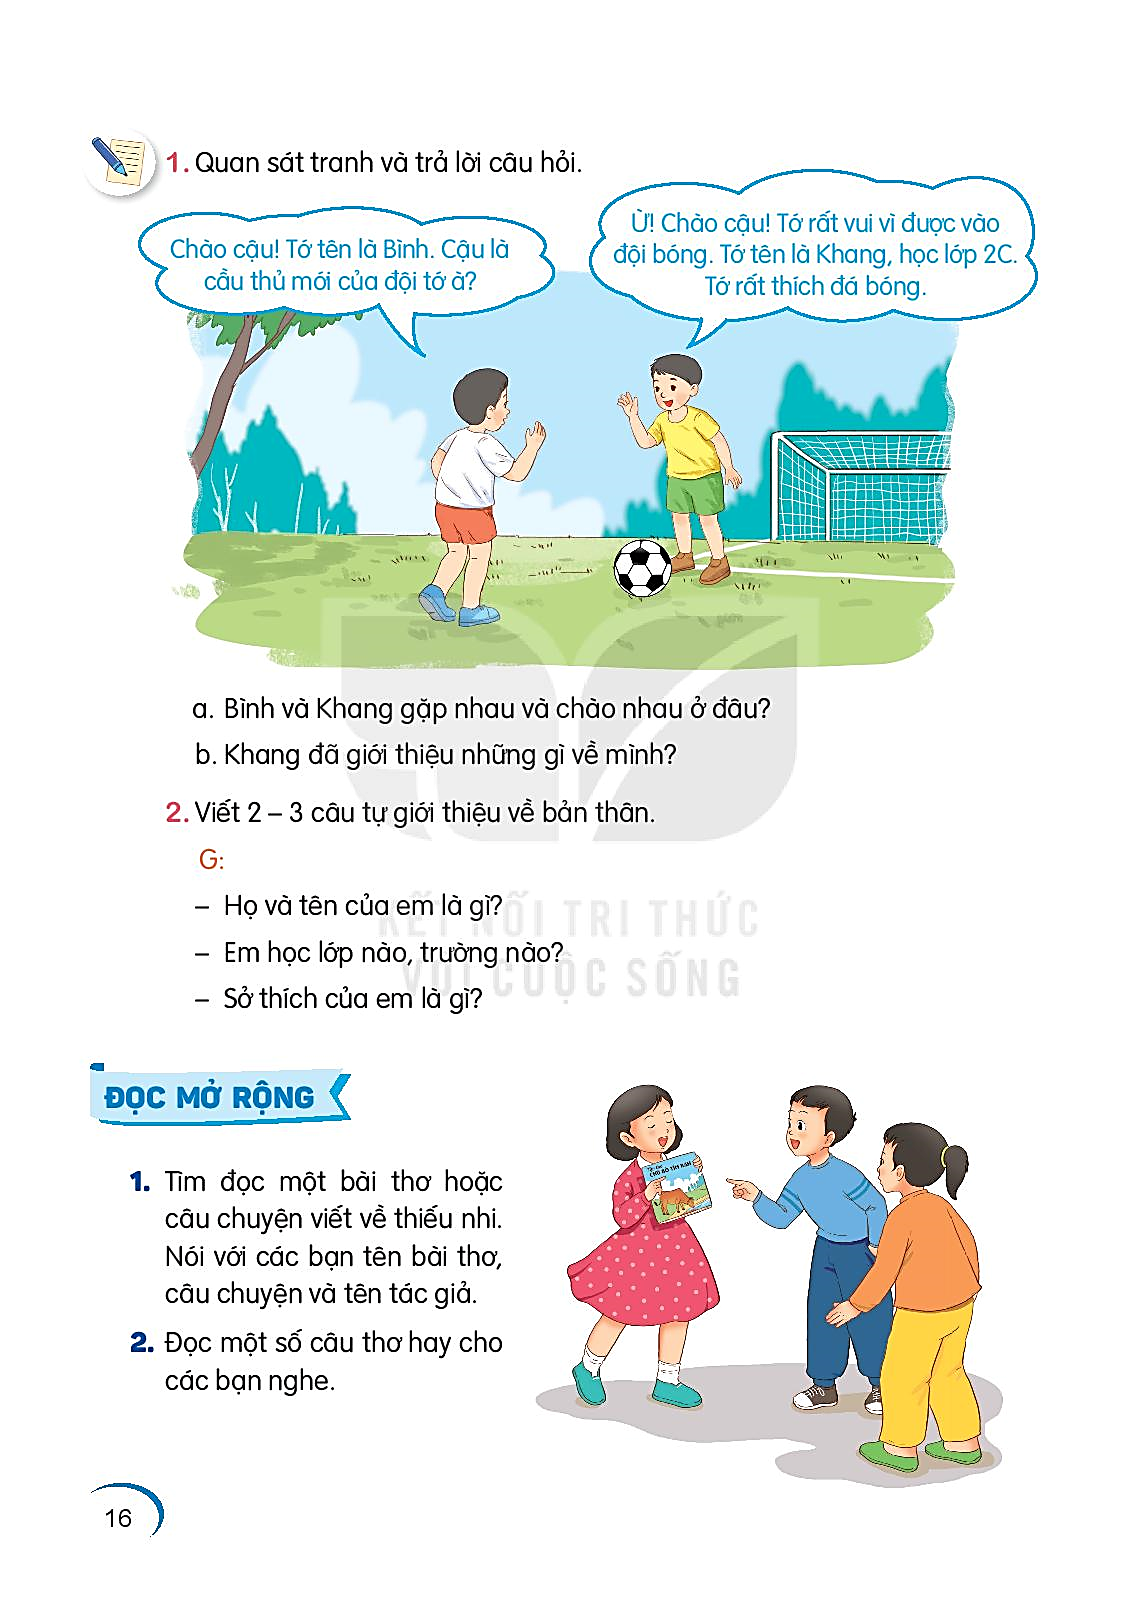 1. Quan sát tranh và trả lời câu hỏi.
Chào cậu! Tớ tên là Bình. Cậu là
cầu thủ mới của đội tớ à?
Ừ! Chào cậu! Tớ rất vui vì được vào
đội bóng. Tớ tên là Khang, học lớp 2C.
Tớ rất thích đá bóng.
a. Bình và Khang gặp nhau và chào nhau ở đâu?
b. Khang đã giới thiệu những gì về mình?
2. Viết 2 – 3 câu tự giới thiệu về bản thân.
G:
– Họ và tên của em là gì?
– Em học lớp nào, trường nào?
– Sở thích của em là gì?
KẾT NỐI TRI THỨC
VỚI CUỘC SỐNG
ĐỌC MỞ RỘNG
1. Tìm đọc một bài thơ hoặc
câu chuyện viết về thiếu nhi.
Nói với các bạn tên bài thơ,
câu chuyện và tên tác giả.
2. Đọc một số câu thơ hay cho
các bạn nghe.
16